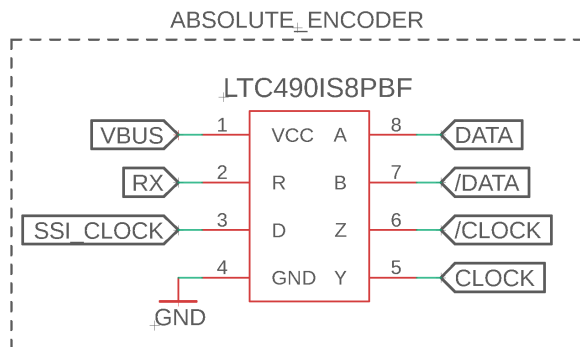 ABSOLUTE_ENCODER
LTC490IS8PBF
VBUS 1 VCC A 8 DATA
RX 2 R B 7 /DATA
SSI_CLOCK 3 D Z 6 /CLOCK
4 GND Y 5 CLOCK
GND